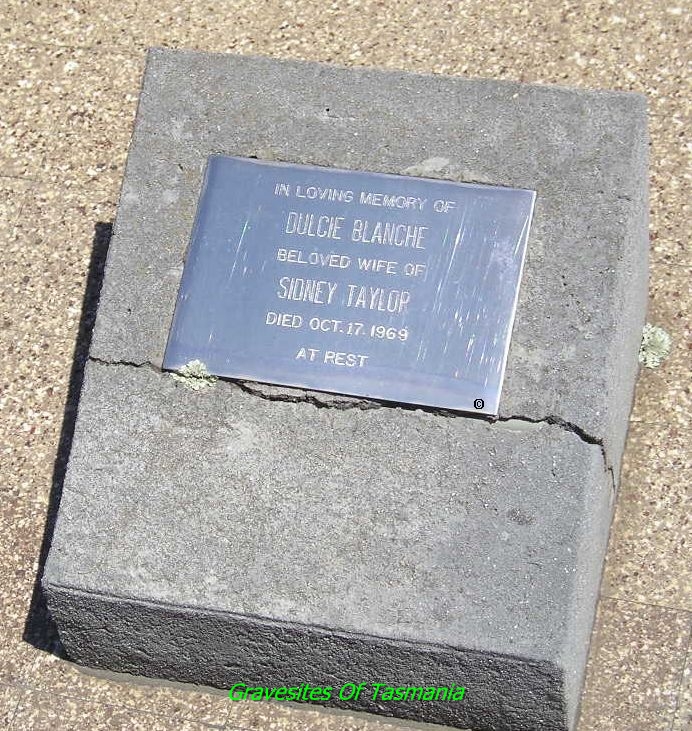 IN LOVING MEMORY OF
DULCIE BLANCHE
BELOVED WIFE OF
SIDNEY TAYLOR
DIED OCT. 17. 1969
AT REST
©
Gravesites Of Tasmania